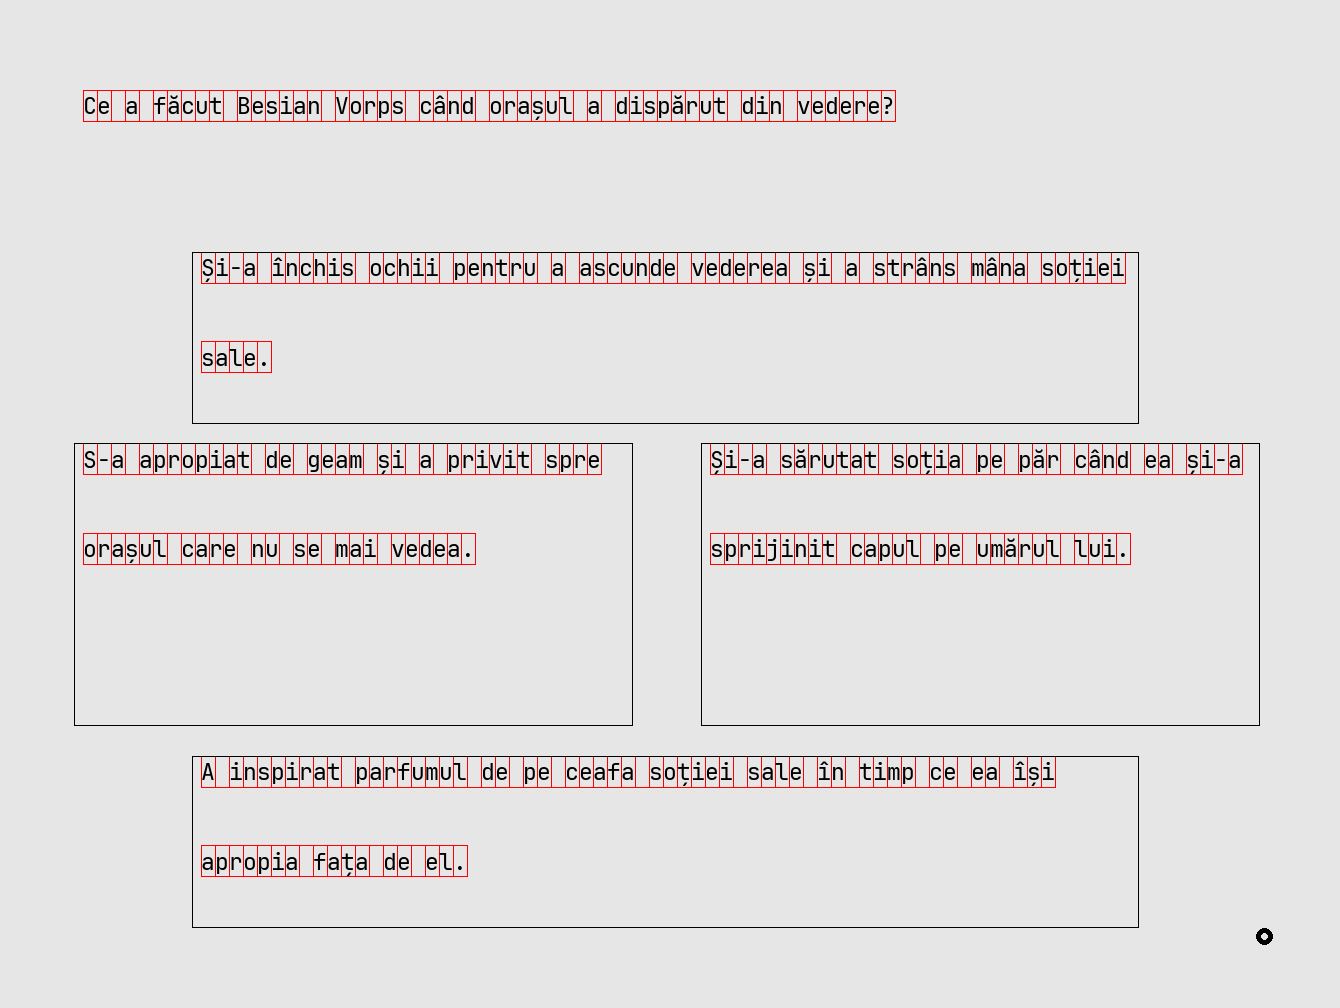 Ce a făcut Besian Vorps când orașul a dispărut din vedere?
Și-a închis ochii pentru a ascunde vederea și a strâns mâna soției
sale.
S-a apropiat de geam și a privit spre
orașul care nu se mai vedea.
Și-a sărutat soția pe păr când ea și-a
sprijinit capul pe umărul lui.
A inspirat parfumul de pe ceafa soției sale în timp ce ea își
apropia fața de el.